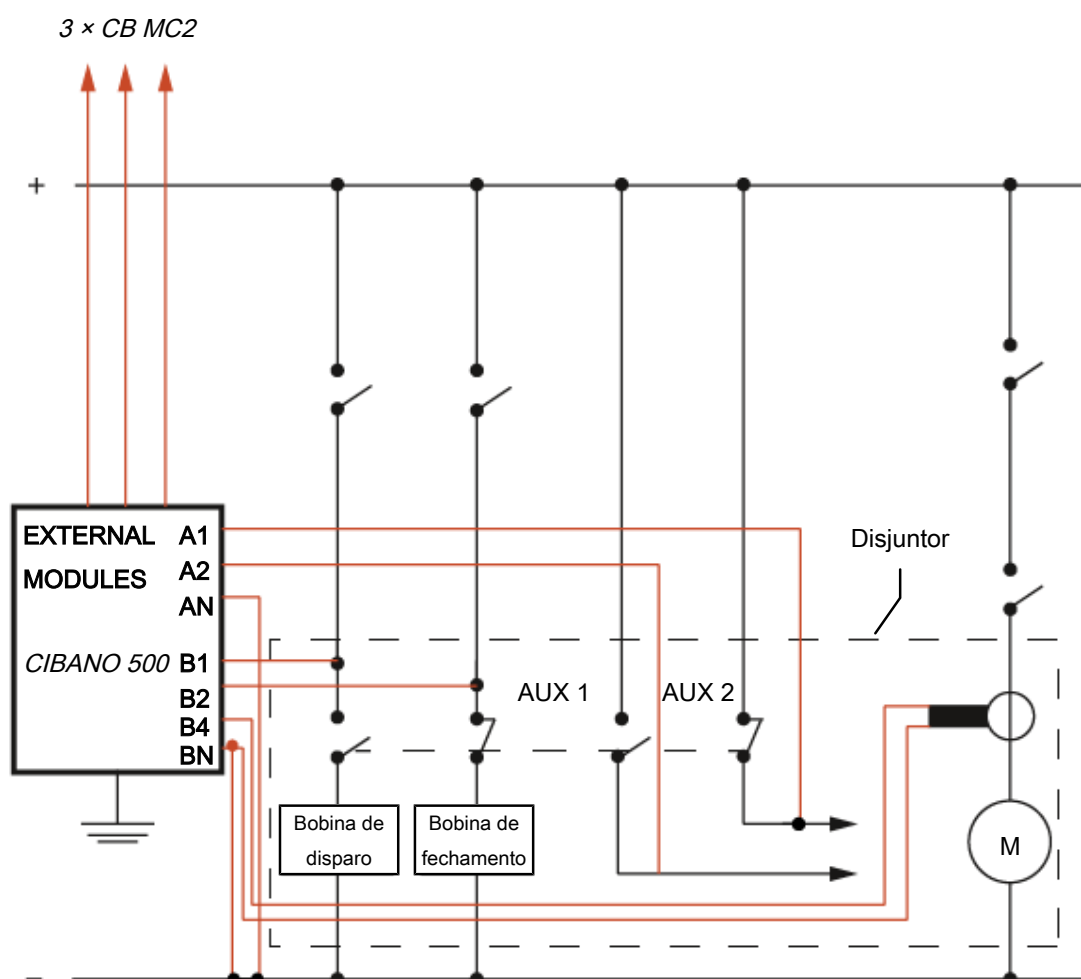 3 × CB MC2
+
EXTERNAL A1
MODULES A2
AN
CIBANO 500 B1
B2
B4
BN
Disjuntor
AUX 1
AUX 2
Bobina de
disparo
Bobina de
fechamento
M
–